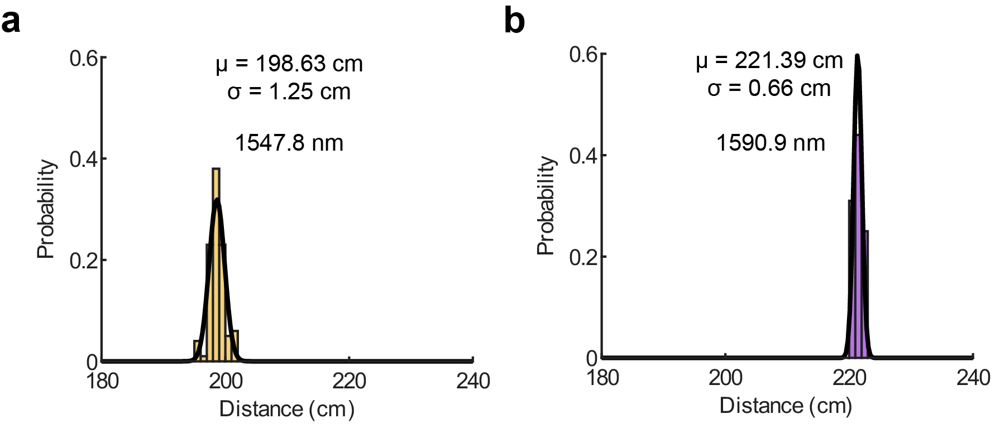 a
0.6
μ = 198.63 cm
σ = 1.25 cm
1547.8 nm
0.4
Probability
0.2
0
180
200
220
240
Distance (cm)
b
0.6
μ = 221.39 cm
σ = 0.66 cm
1590.9 nm
0.4
Probability
0.2
0
180
200
220
240
Distance (cm)